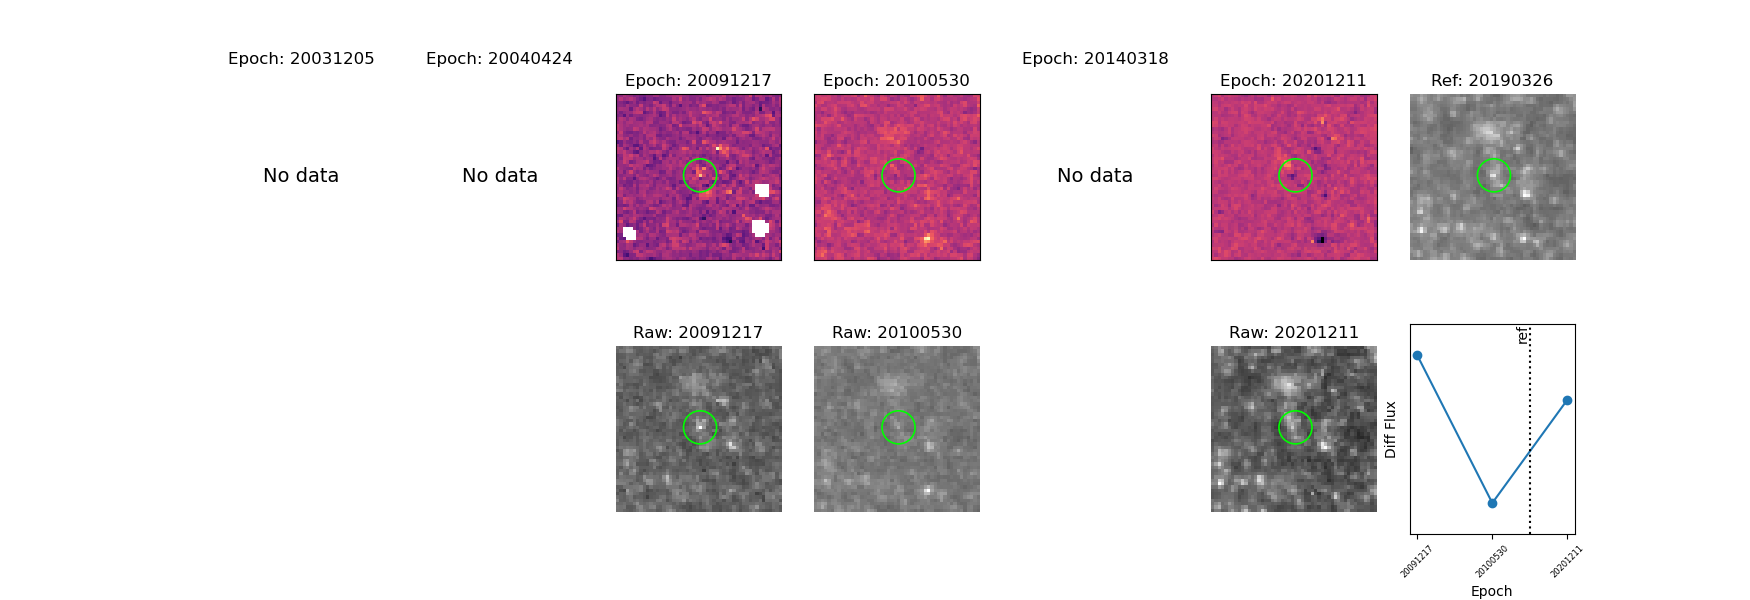 Epoch: 20031205
Epoch: 20040424
Epoch: 20091217
Epoch: 20100530
Epoch: 20140318
Epoch: 20201211
Ref: 20190326
No data
No data
No data
Raw: 20091217
Raw: 20100530
Raw: 20201211
ref
Diff Flux
20091217
20100530
20201211
Epoch